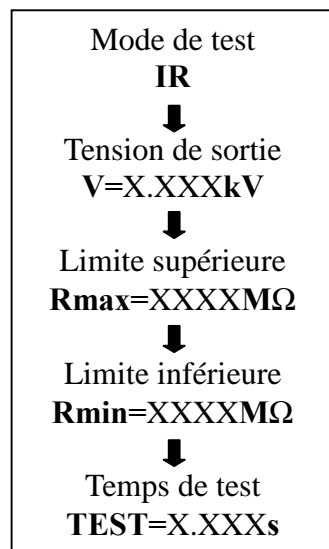 Mode de test
IR
Tension de sortie
V=X.XXXkV
Limite supérieure
Rmax=XXXXMΩ
Limite inférieure
Rmin=XXXXMΩ
Temps de test
TEST=X.XXXs